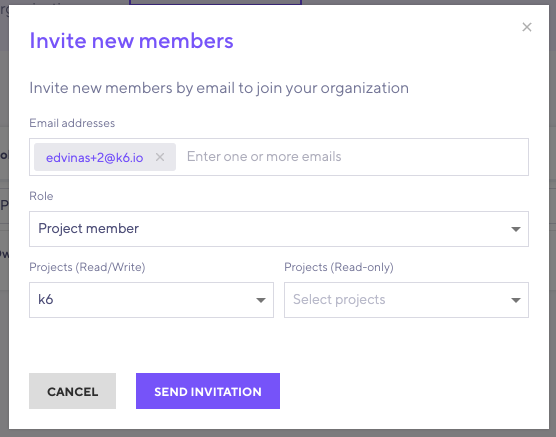 Invite new members
×
Invite new members by email to join your organization
Email addresses
edvinas+2@k6.io × Enter one or more emails
Role
Project member
Projects (Read/Write) Projects (Read-only)
k6 Select projects
CANCEL SEND INVITATION